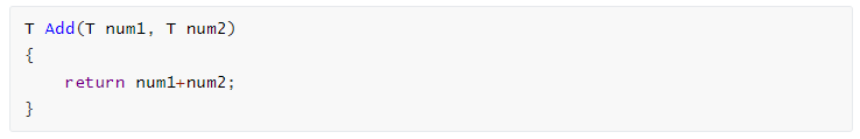 T Add(T num1, T num2)
{
    return num1+num2;
}